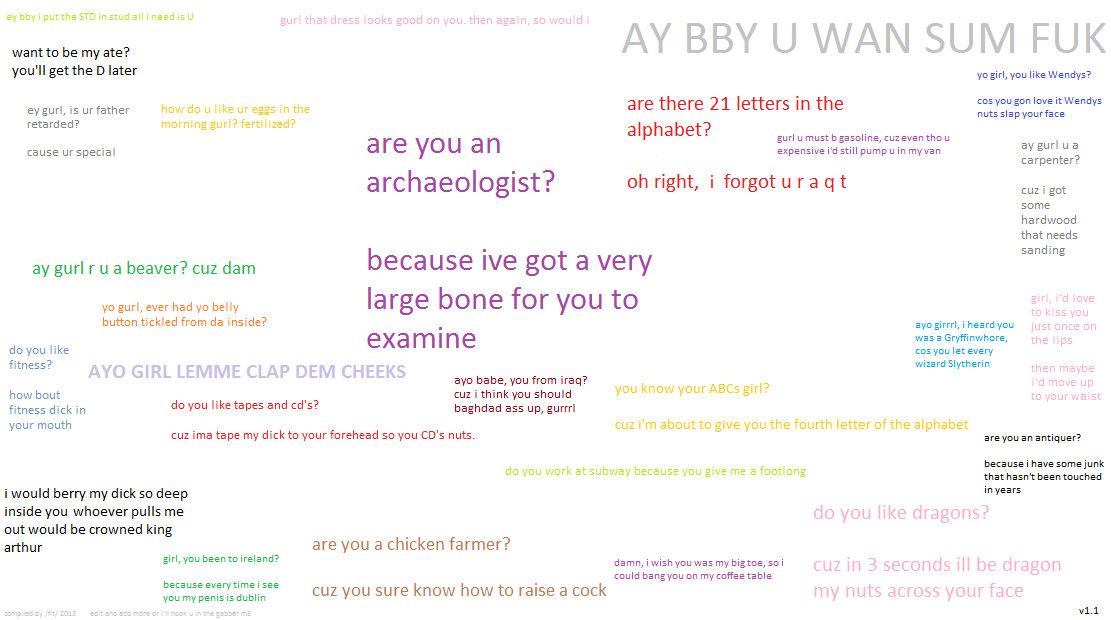 ey bby i put the STD in stud all i need is U
gurl that dress looks good on you. then again, so would i
AY BBY U WAN SUM FUK
want to be my ate?
you'll get the D later
yo girl, you like Wendys?
cos you gon love it Wendys
nuts slap your face
ey gurl, is ur father
retarded?
cause ur special
how do u like ur eggs in the
morning gurl? fertilized?
are there 21 letters in the
alphabet?
oh right,  i  forgot u r a q t
gurl u must b gasoline, cuz even tho u
expensive i'd still pump u in my van
are you an
archaeologist?
because ive got a very
large bone for you to
examine
ay gurl u a
carpenter?
cuz i got
some
hardwood
that needs
sanding
ay gurl r u a beaver? cuz dam
yo gurl, ever had yo belly
button tickled from da inside?
girl, i'd love
to kiss you
just once on
the lips
then maybe
i'd move up
to your waist
ayo girrrl, i heard you
was a Gryffinwhore,
cos you let every
wizard Slytherin
do you like
fitness?
how bout
fitness dick in
your mouth
AYO GIRL LEMME CLAP DEM CHEEKS
ayo babe, you from iraq?
cuz i think you should
baghdad ass up, gurrrl
you know your ABCs girl?
cuz i'm about to give you the fourth letter of the alphabet
do you like tapes and cd's?
cuz ima tape my dick to your forehead so you CD's nuts.
are you an antiquer?
because i have some junk
that hasn't been touched
in years
do you work at subway because you give me a footlong
i would berry my dick so deep
inside you whoever pulls me
out would be crowned king
arthur
do you like dragons?
cuz in 3 seconds ill be dragon
my nuts across your face
are you a chicken farmer?
cuz you sure know how to raise a cock
girl, you been to ireland?
because every time i see
you my penis is dublin
damn, i wish you was my big toe, so i
could bang you on my coffee table
compiled by /fit/ 2013
edit and add more or i'll hook u in the gabber m8
v1.1